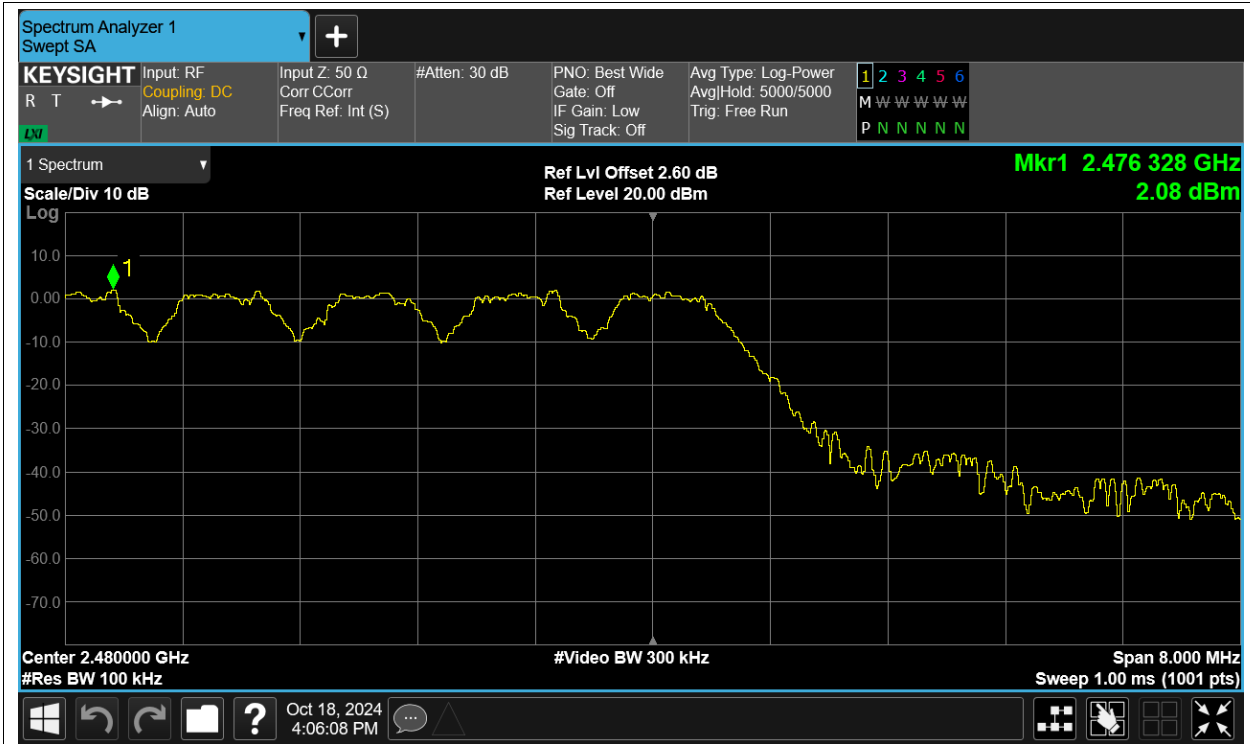 Spectrum Analyzer 1
Swept SA
KEYSIGHT
R T
LXI
Input: RF
Coupling: DC
Align: Auto
Input Z: 50 Ω
Corr CCorr
Freq Ref: Int (S)
#Atten: 30 dB
PNO: Best Wide
Gate: Off
IF Gain: Low
Sig Track: Off
Avg Type: Log-Power
Avg|Hold: 5000/5000
Trig: Free Run
1 2 3 4 5 6
M W W W W W
P N N N N N
1 Spectrum
Scale/Div 10 dB
Log
Ref Lvl Offset 2.60 dB
Ref Level 20.00 dBm
Mkr1 2.476 328 GHz
2.08 dBm
1
10.0
0.00
-10.0
-20.0
-30.0
-40.0
-50.0
-60.0
-70.0
Center 2.480000 GHz
#Res BW 100 kHz
#Video BW 300 kHz
Span 8.000 MHz
Sweep 1.00 ms (1001 pts)
?
Oct 18, 2024
4:06:08 PM